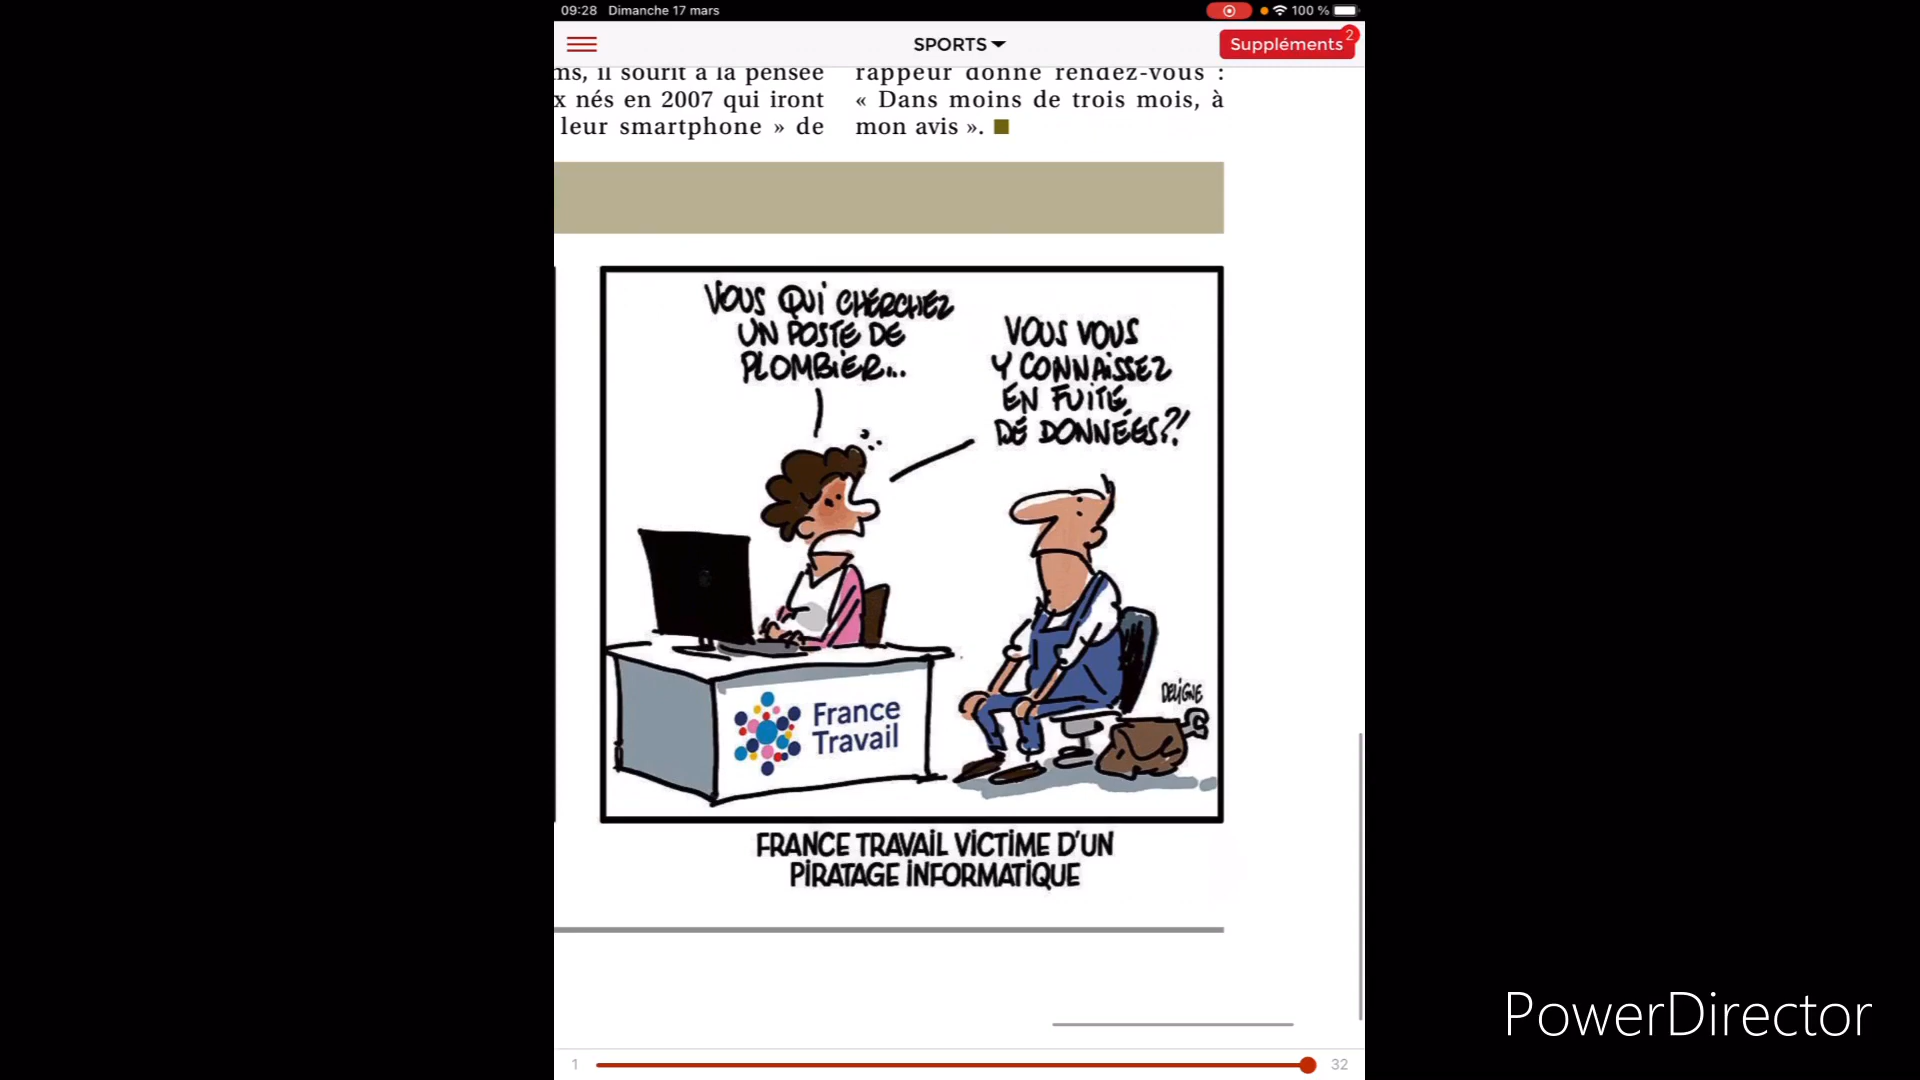 09:28 Dimanche 17 mars
100 %
SPORTS
Suppléments
2
ms, il sourit à la pensée
x nés en 2007 qui iront
leur smartphone » de
rappeur donne rendez-vous :
« Dans moins de trois mois, à
mon avis ».
VOUS QUI CHERCHEZ
UN POSTE DE
PLOMBIER...
VOUS VOUS
Y CONNAISSEZ
EN FUITE
DE DONNÉES?!
France
Travail
DELIGNE
FRANCE TRAVAIL VICTIME D'UN
PIRATAGE INFORMATIQUE
1
32
PowerDirector